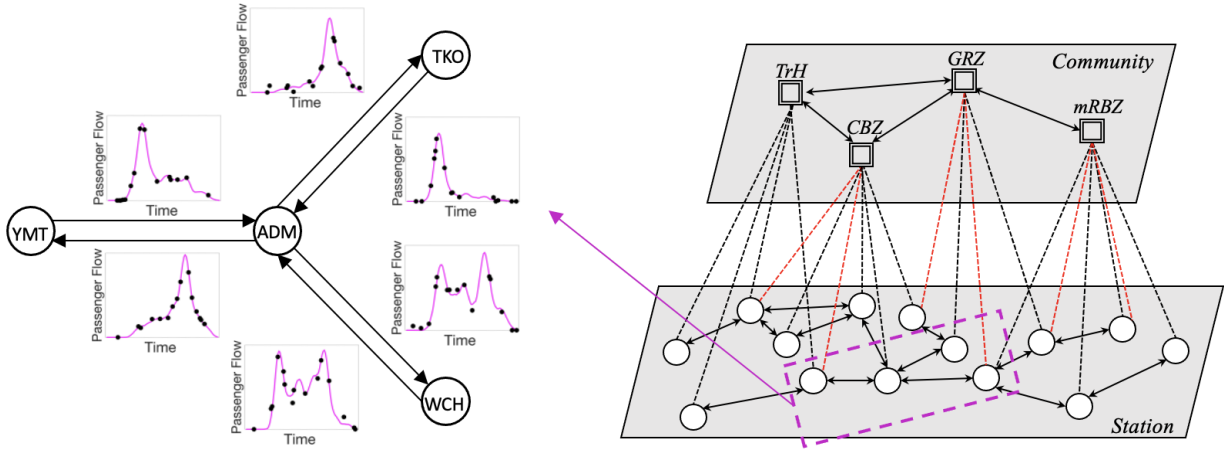 Passenger Flow
Time
TKO
Passenger Flow
Time
Passenger Flow
Time
YMT
ADM
Passenger Flow
Time
Passenger Flow
Time
Passenger Flow
Time
WCH
Community
TrH
GRZ
CBZ
mRBZ
Station